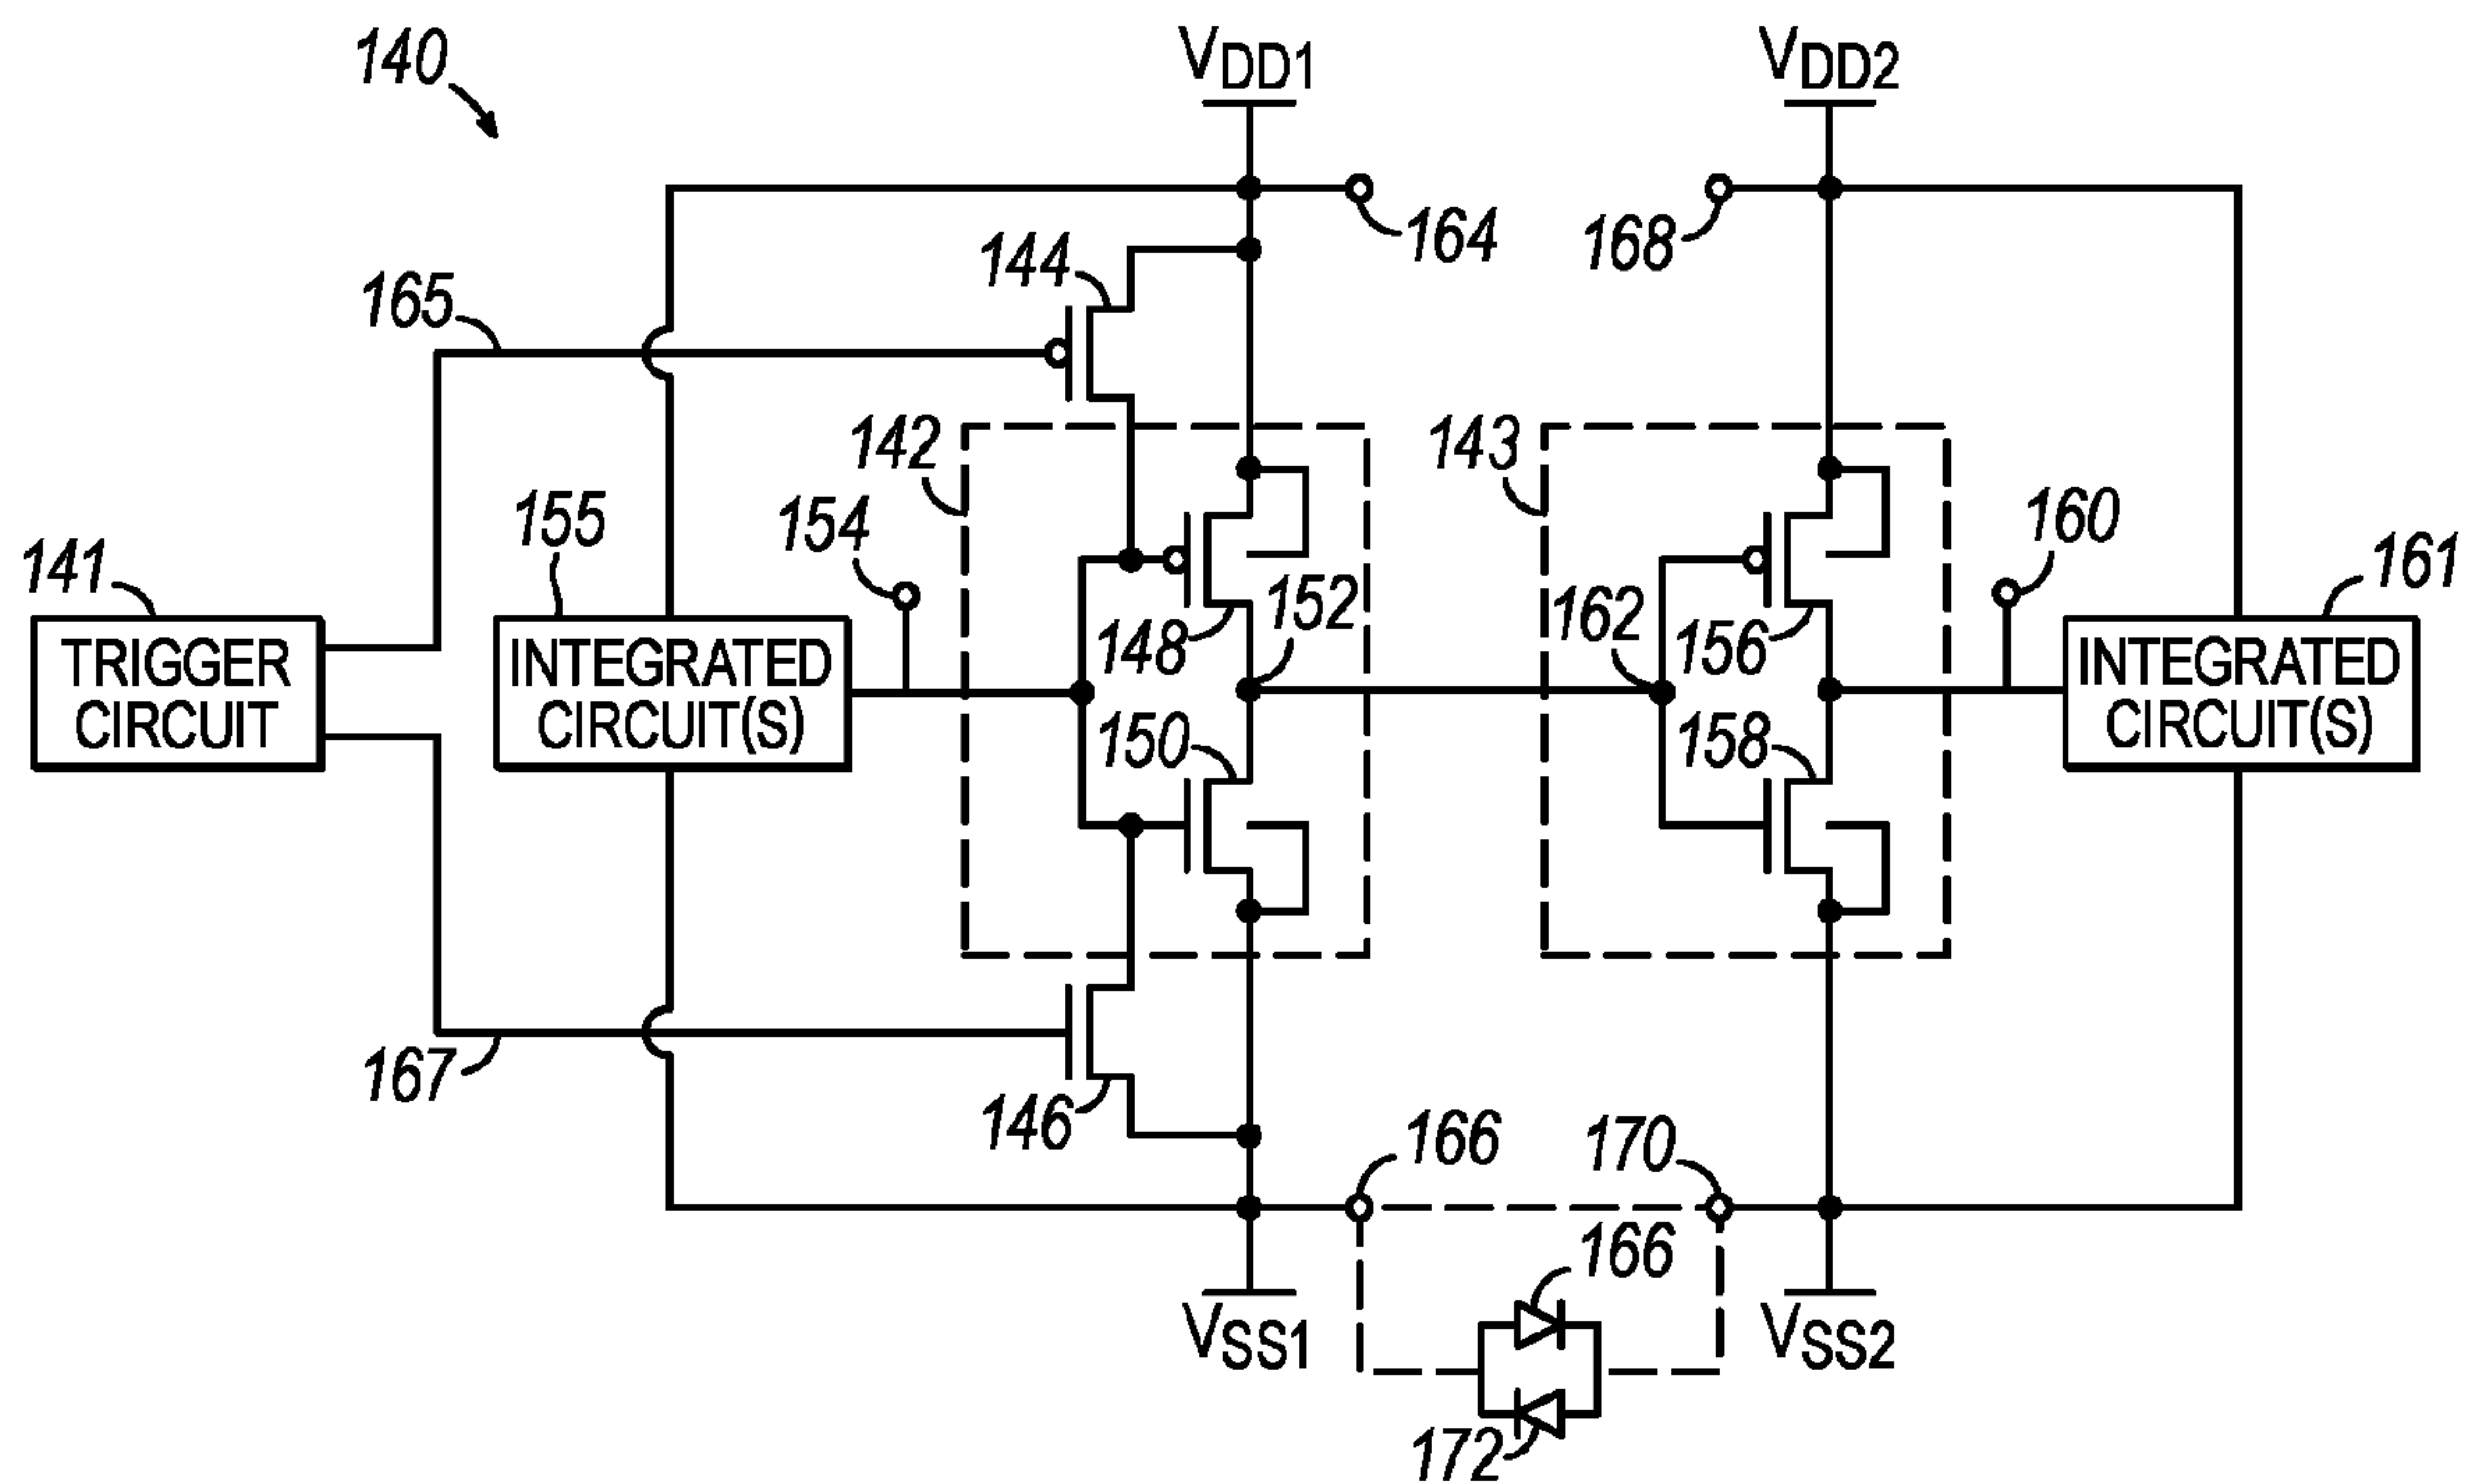 140
VDD1
VDD2
164
168
144
165
142
143
154
155
160
141
161
152
162
148
156
TRIGGER
CIRCUIT
INTEGRATED
CIRCUIT(S)
INTEGRATED
CIRCUIT(S)
150
158
167
146
166
170
166
VSS1
VSS2
172